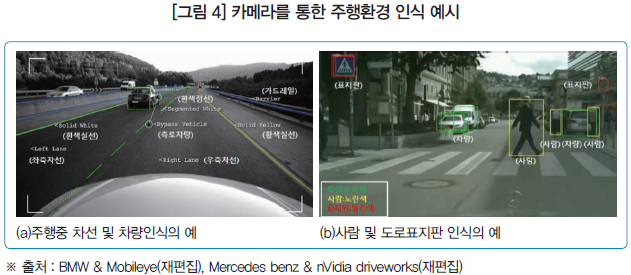 [그림 4] 카메라를 통한 주행환경 인식 예시
(흰색점선)
Segmented White
(가드레일)
Barrier
←Solid White
(흰색실선)
←Bypass Vehicle
(측로차량)
Solid Yellow
(황색실선)
←Left Lane
(좌측차선)
←Right Lane (우측차선)
(표지판)
(표지판)
(차량)
(사람)
(사람) (차량) (사람)
사람:노란색
(a)주행중 차선 및 차량인식의 예
(b)사람 및 도로표지판 인식의 예
※ 출처 : BMW & Mobileye(재편집), Mercedes benz & nVidia driveworks(재편집)